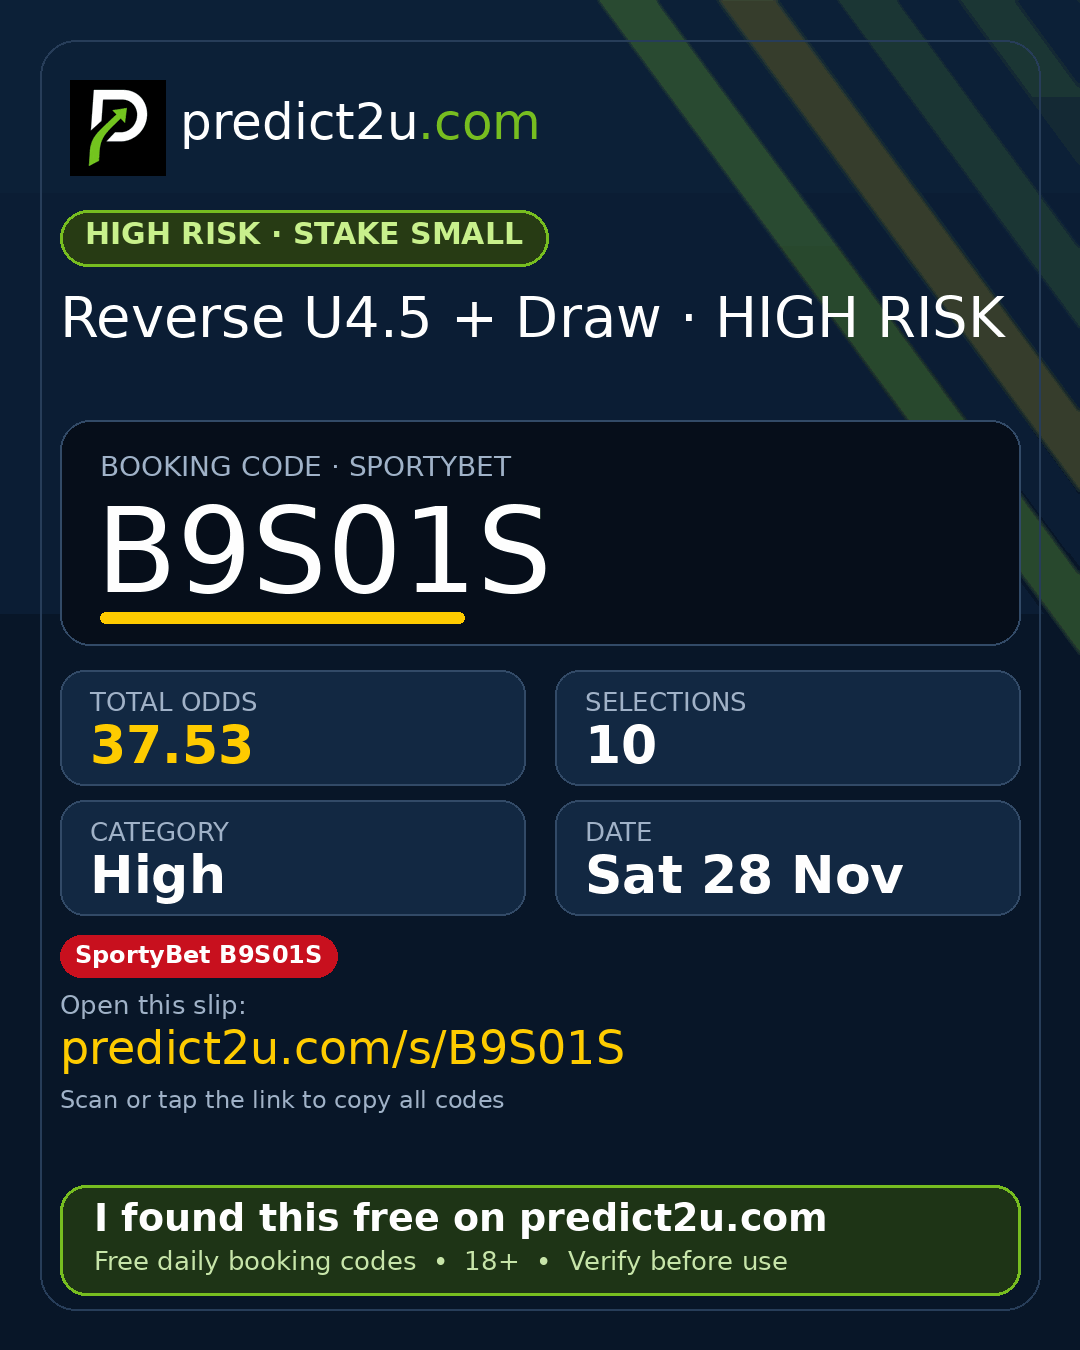 predict2u.com
HIGH RISK · STAKE SMALL
Reverse U4.5 + Draw · HIGH RISK
BOOKING CODE · SPORTYBET
B9S01S
TOTAL ODDS
37.53
SELECTIONS
10
CATEGORY
High
DATE
Sat 28 Nov
SportyBet B9S01S
Open this slip:
predict2u.com/s/B9S01S
Scan or tap the link to copy all codes
I found this free on predict2u.com
Free daily booking codes • 18+ • Verify before use